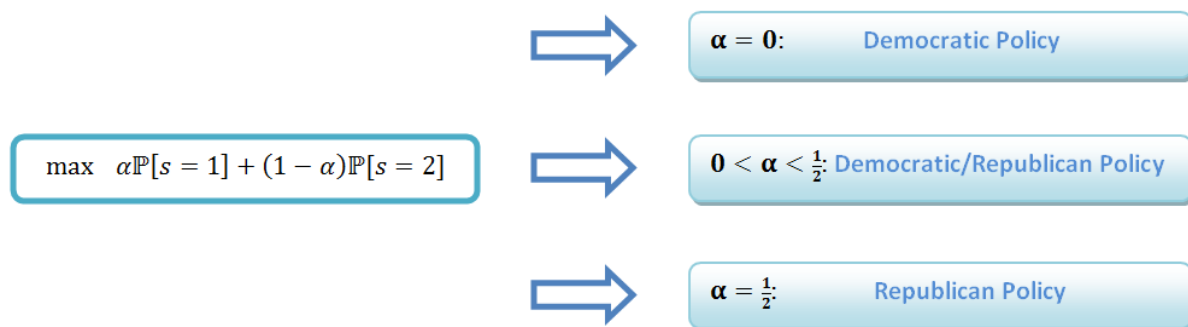 α = 0: Democratic Policy
max αℙ[s = 1] + (1 − α)ℙ[s = 2]
0 < α < 1/2: Democratic/Republican Policy
α = 1/2: Republican Policy